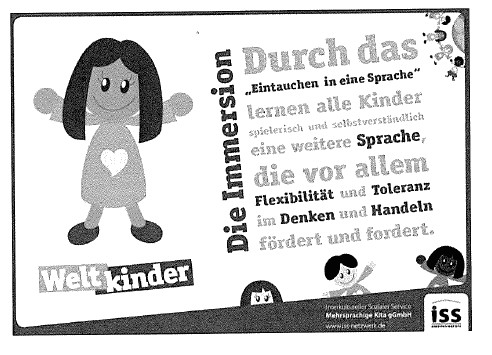 Die Immersion
Durch das
„Eintauchen in eine Sprache“
lernen alle Kinder
spielerisch und selbstverständlich
eine weitere Sprache,
die vor allem
Flexibilität und Toleranz
im Denken und Handeln
fördert und fordert.
Weltkinder
Interkultureller Sozialer Service
Mehrsprachige Kita gGmbH
www.iss-netzwerk.de
iss